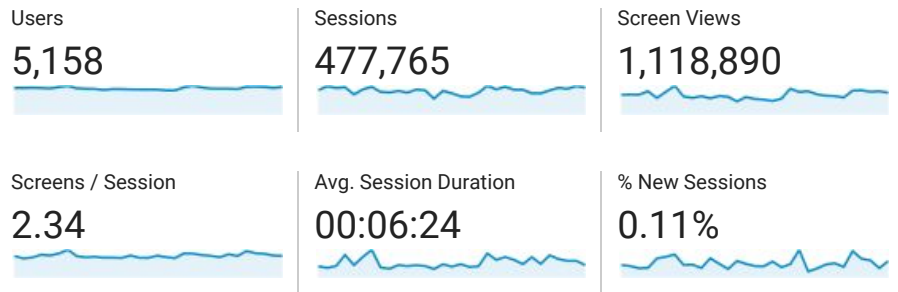 Users
5,158
Sessions
477,765
Screen Views
1,118,890
Screens / Session
2.34
Avg. Session Duration
00:06:24
% New Sessions
0.11%